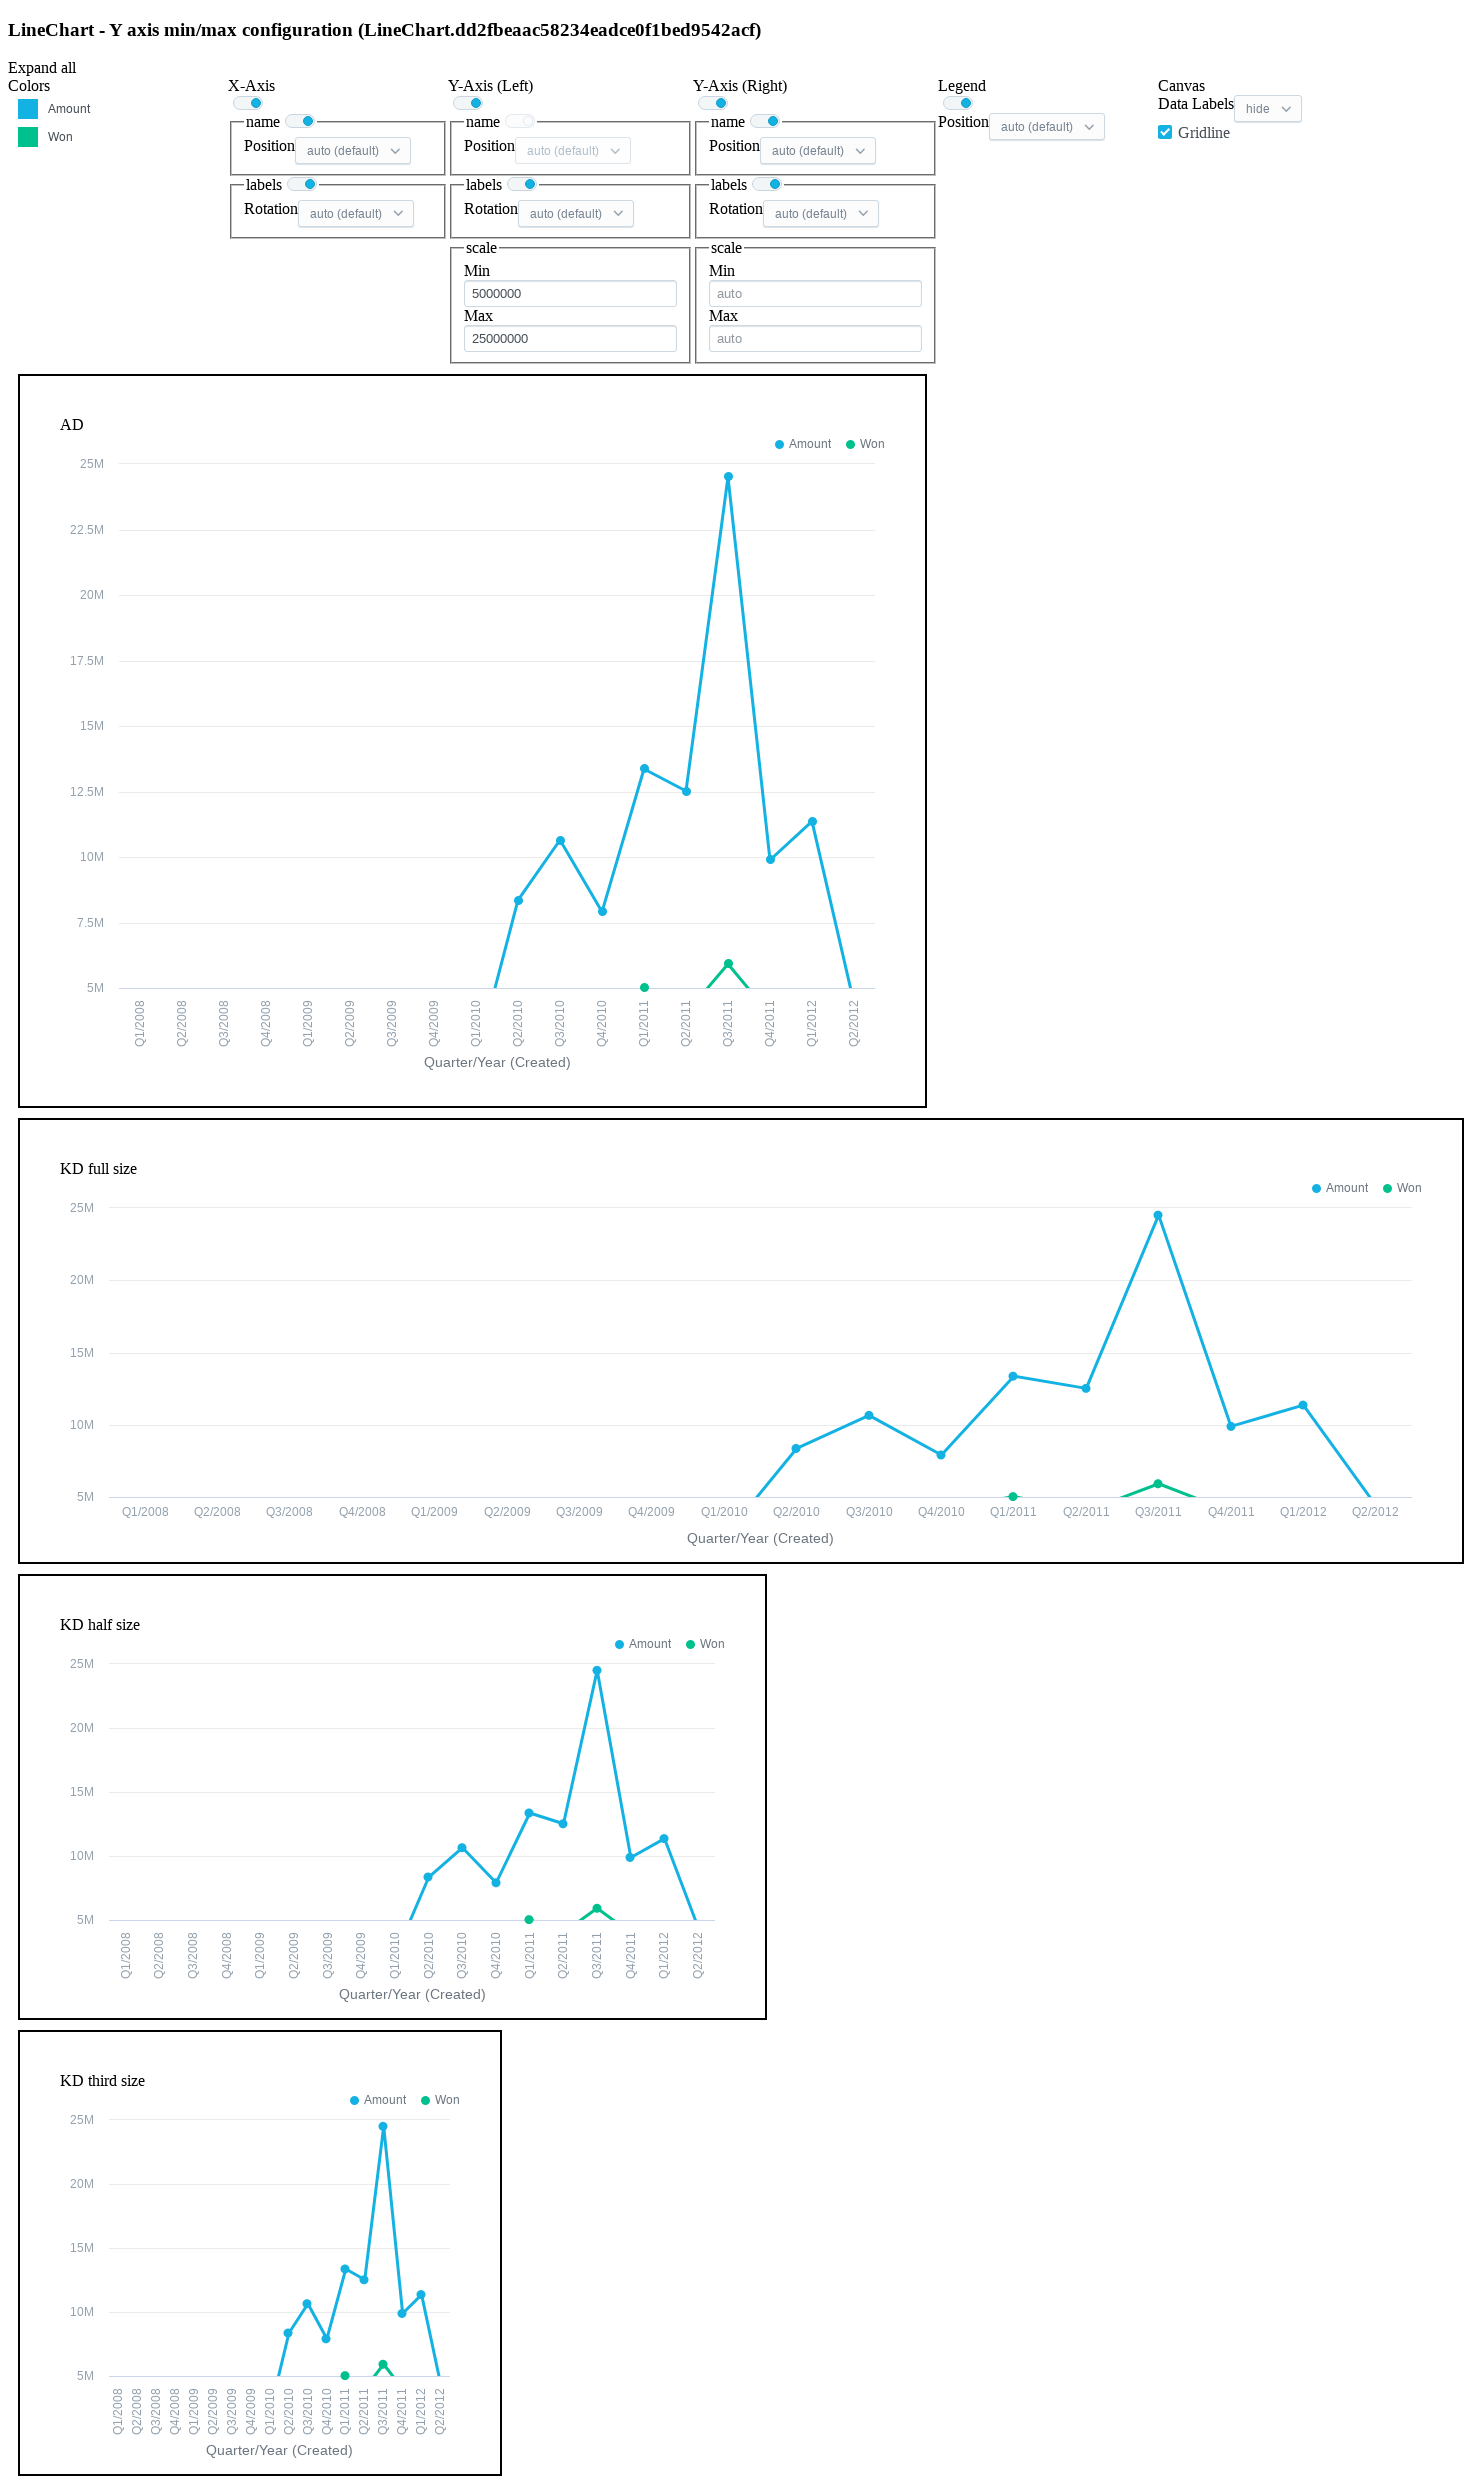 LineChart - Y axis min/max configuration (LineChart.dd2fbeaac58234eadce0f1bed9542acf)
Expand all
Colors
Amount
Won
X-Axis
name
Position auto (default)
labels
Rotation auto (default)
Y-Axis (Left)
name
Position auto (default)
labels
Rotation auto (default)
scale
Min
5000000
Max
25000000
Y-Axis (Right)
name
Position auto (default)
labels
Rotation auto (default)
scale
Min
auto
Max
auto
Legend
Position auto (default)
Canvas
Data Labels hide
Gridline
AD
Amount Won
25M
22.5M
20M
17.5M
15M
12.5M
10M
7.5M
5M
Q1/2008 Q2/2008 Q3/2008 Q4/2008 Q1/2009 Q2/2009 Q3/2009 Q4/2009 Q1/2010 Q2/2010 Q3/2010 Q4/2010 Q1/2011 Q2/2011 Q3/2011 Q4/2011 Q1/2012 Q2/2012
Quarter/Year (Created)
KD full size
Amount Won
25M
20M
15M
10M
5M
Q1/2008 Q2/2008 Q3/2008 Q4/2008 Q1/2009 Q2/2009 Q3/2009 Q4/2009 Q1/2010 Q2/2010 Q3/2010 Q4/2010 Q1/2011 Q2/2011 Q3/2011 Q4/2011 Q1/2012 Q2/2012
Quarter/Year (Created)
KD half size
Amount Won
25M
20M
15M
10M
5M
Q1/2008 Q2/2008 Q3/2008 Q4/2008 Q1/2009 Q2/2009 Q3/2009 Q4/2009 Q1/2010 Q2/2010 Q3/2010 Q4/2010 Q1/2011 Q2/2011 Q3/2011 Q4/2011 Q1/2012 Q2/2012
Quarter/Year (Created)
KD third size
Amount Won
25M
20M
15M
10M
5M
Q1/2008 Q2/2008 Q3/2008 Q4/2008 Q1/2009 Q2/2009 Q3/2009 Q4/2009 Q1/2010 Q2/2010 Q3/2010 Q4/2010 Q1/2011 Q2/2011 Q3/2011 Q4/2011 Q1/2012 Q2/2012
Quarter/Year (Created)